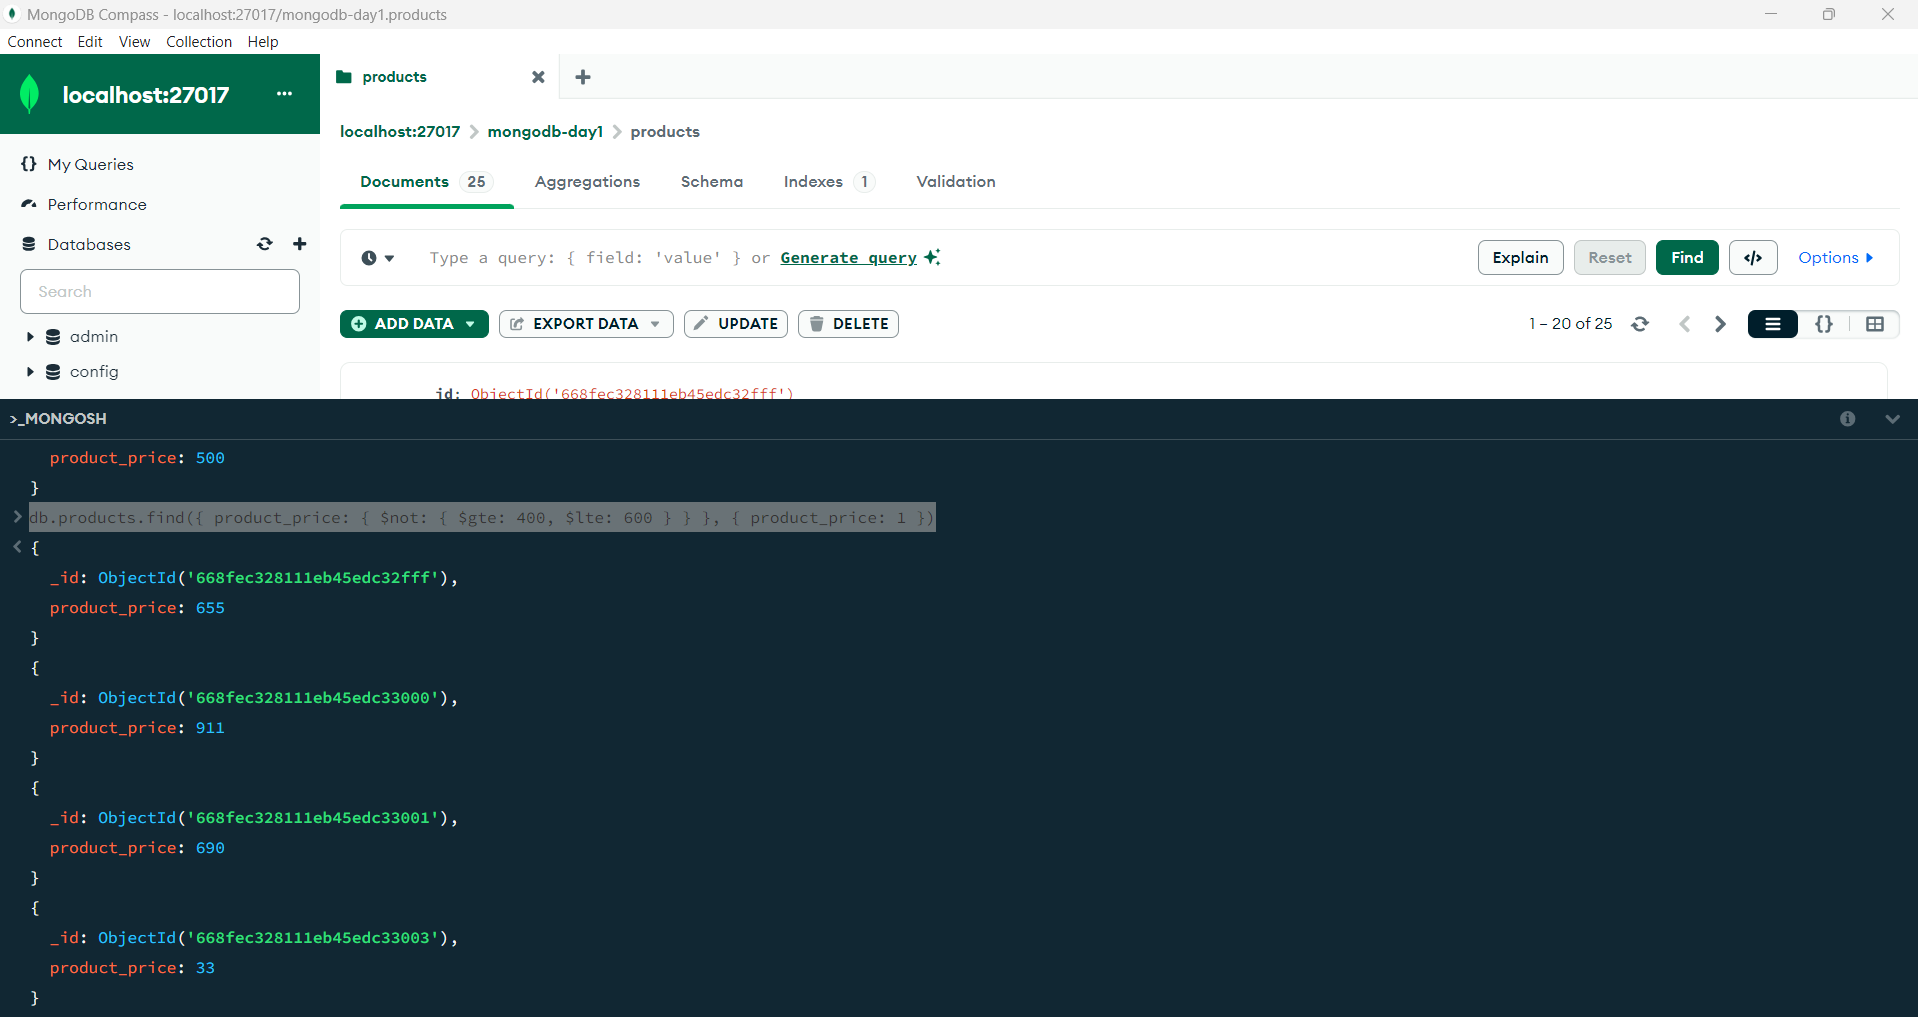 MongoDB Compass - localhost:27017/mongodb-day1.products
Connect Edit View Collection Help
localhost:27017 ...
products
localhost:27017 > mongodb-day1 > products
{} My Queries
Documents 25 Aggregations Schema Indexes 1 Validation
Performance
Databases
Type a query: { field: 'value' } or Generate query
Explain Reset Find </> Options
Search
ADD DATA EXPORT DATA UPDATE DELETE 1 – 20 of 25 {}
admin
config
_id: ObjectId('668fec328111eb45edc32fff')
>_MONGOSH
product_price: 500
}
> db.products.find({ product_price: { $not: { $gte: 400, $lte: 600 } } }, { product_price: 1 })
< {
_id: ObjectId('668fec328111eb45edc32fff'),
product_price: 655
}
{
_id: ObjectId('668fec328111eb45edc33000'),
product_price: 911
}
{
_id: ObjectId('668fec328111eb45edc33001'),
product_price: 690
}
{
_id: ObjectId('668fec328111eb45edc33003'),
product_price: 33
}